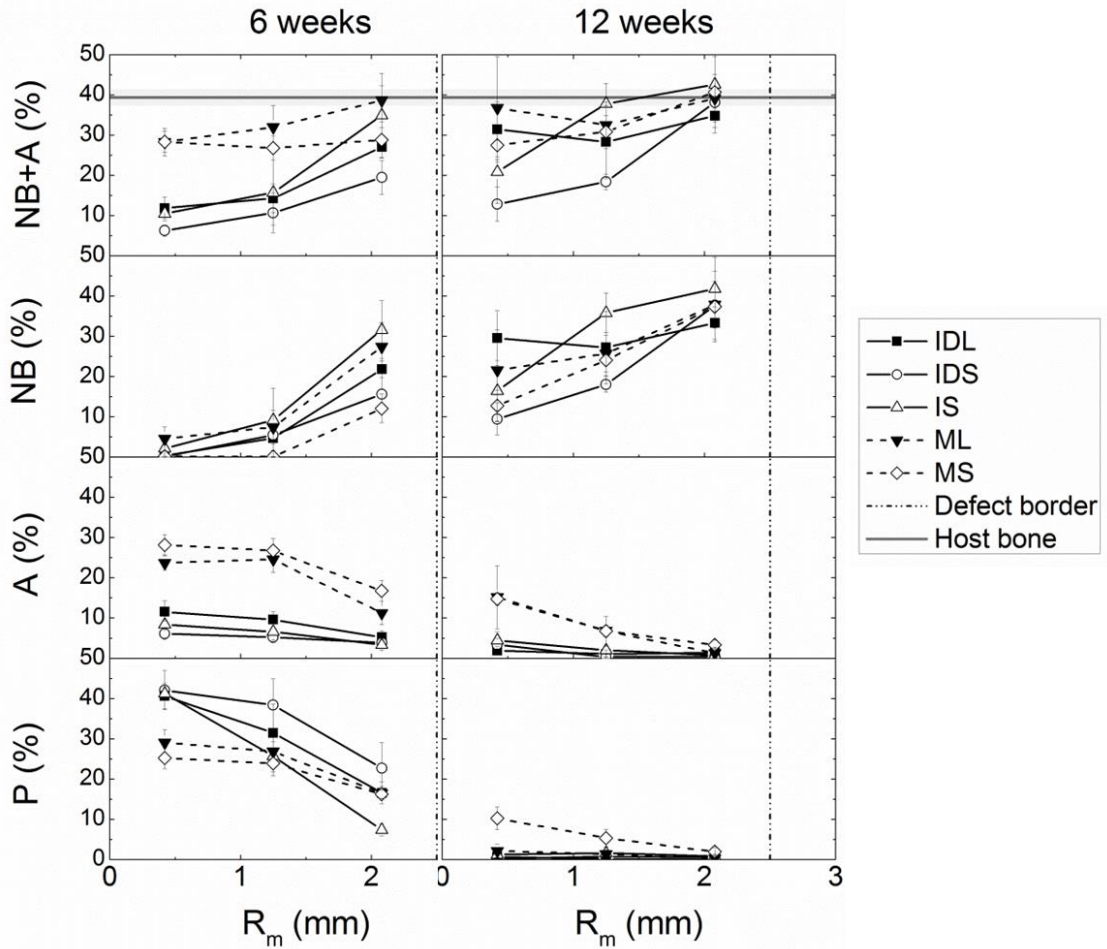 6 weeks 12 weeks
NB+A (%)
50
40
30
20
10
50
NB (%)
40
30
20
10
50
A (%)
40
30
20
10
50
P (%)
40
30
20
10
0
0 1 2 0 1 2 3
R_m (mm) R_m (mm)
IDL
IDS
IS
ML
MS
Defect border
Host bone